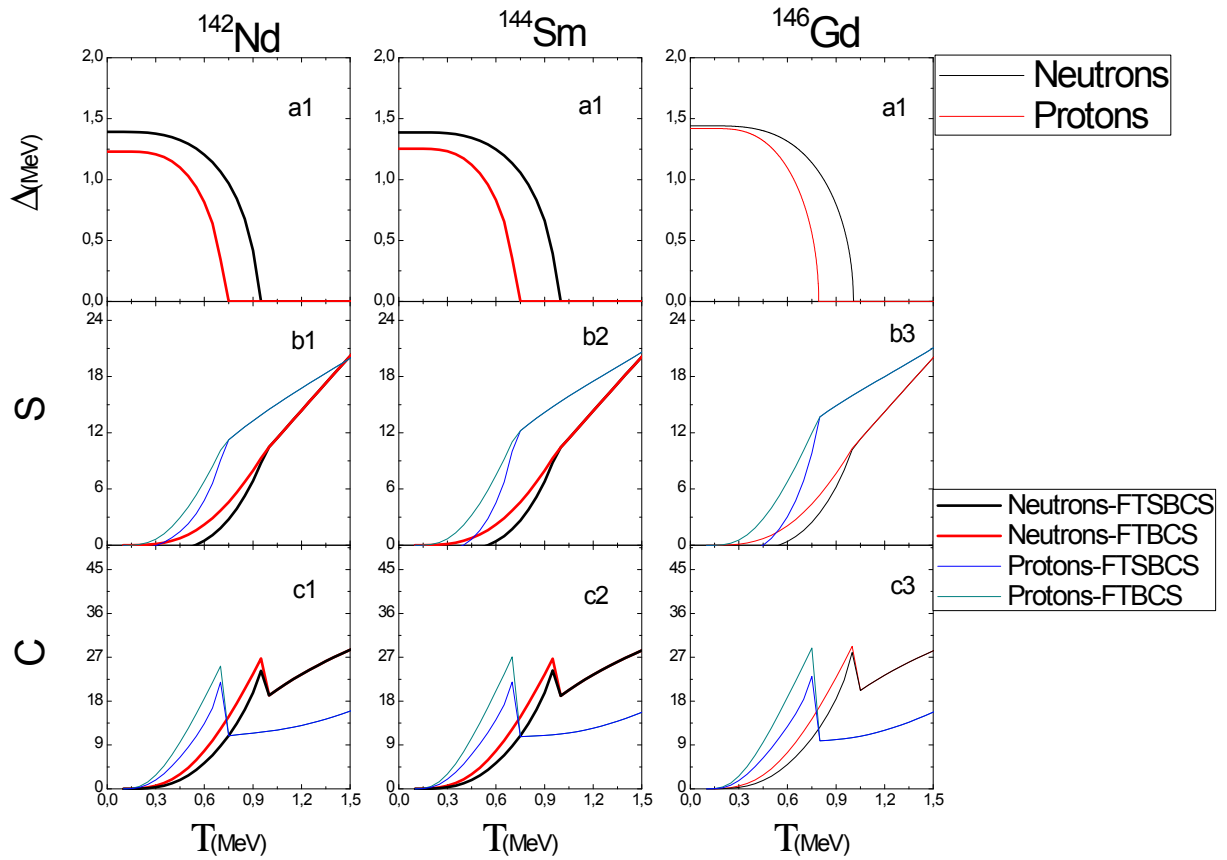 ¹⁴²Nd ¹⁴⁴Sm ¹⁴⁶Gd
Δ(MeV)
2,0
1,5
1,0
0,5
0,0
a1 a1 a1
Neutrons
Protons
S
24
18
12
6
0
b1 b2 b3
Neutrons-FTSBCS
Neutrons-FTBCS
Protons-FTSBCS
Protons-FTBCS
C
45
36
27
18
9
0
c1 c2 c3
0,0 0,3 0,6 0,9 1,2 1,5 0,0 0,3 0,6 0,9 1,2 1,5 0,0 0,3 0,6 0,9 1,2 1,5
T(MeV) T(MeV) T(MeV)